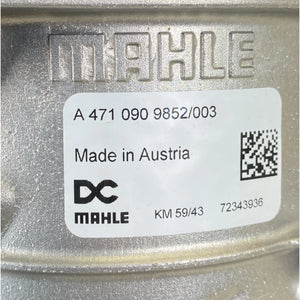 MAHLE
A 471 090 9852/003
Made in Austria
DC
MAHLE
KM 59/43 72343936